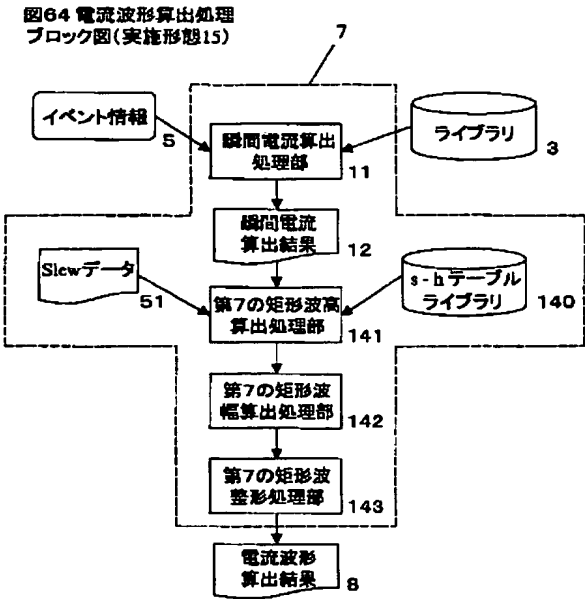 図64 電流波形算出処理
ブロック図(実施形態15)
7
イベント情報
5
瞬間電流算出
処理部
11
ライブラリ
3
瞬間電流
算出結果
12
Slewデータ
51
第7の矩形波高
算出処理部
141
s-hテーブル
ライブラリ
140
第7の矩形波
幅算出処理部
142
第7の矩形波
整形処理部
143
電流波形
算出結果
8